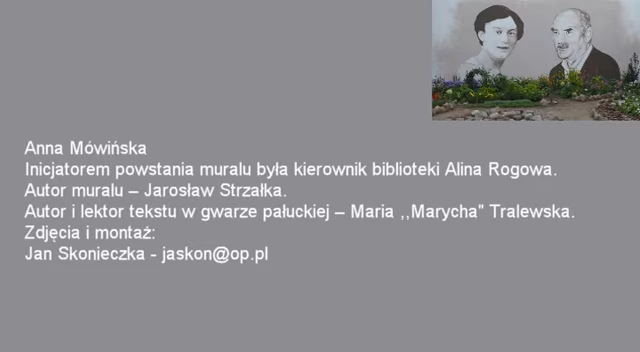 Anna Mówińska
Inicjatorem powstania muralu była kierownik biblioteki Alina Rogowa.
Autor muralu – Jarosław Strzałka.
Autor i lektor tekstu w gwarze pałuckiej – Maria ,,Marycha" Tralewska.
Zdjęcia i montaż:
Jan Skonieczka - jaskon@op.pl